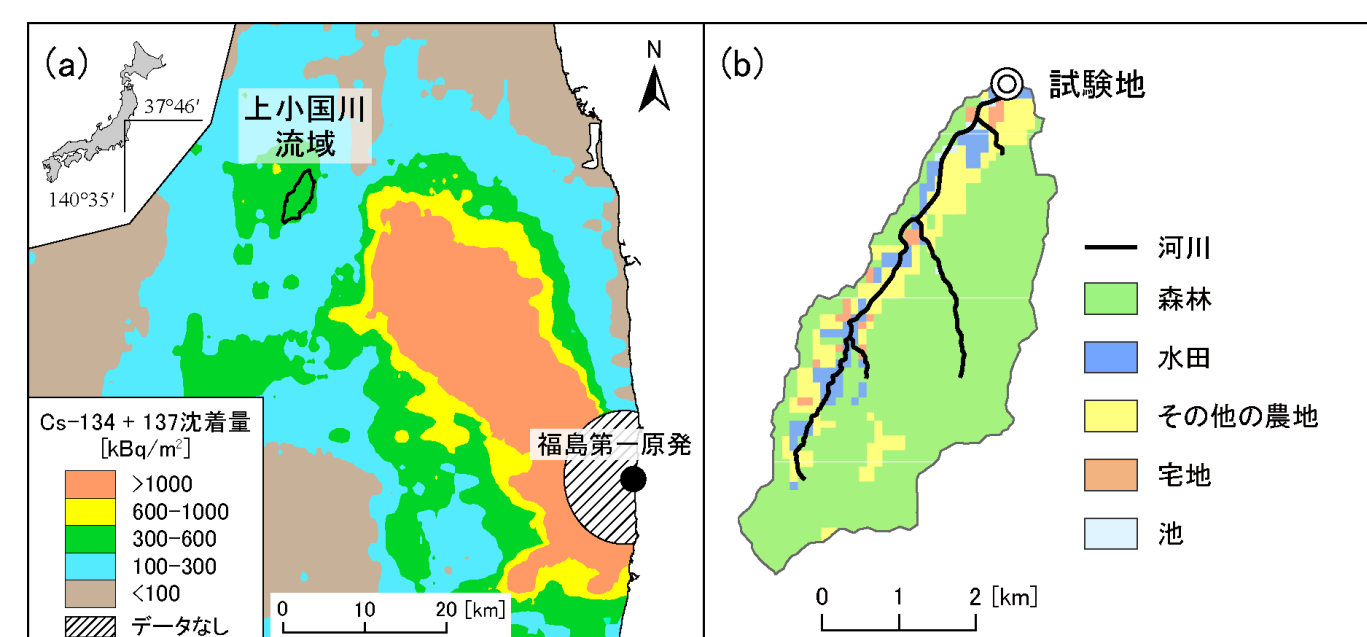 (a)
37°46′
140°35′
上小国川
流域
N
福島第一原発
Cs-134 + 137沈着量
[kBq/m²]
>1000
600-1000
300-600
100-300
<100
データなし
0 10 20 [km]
(b)
試験地
河川
森林
水田
その他の農地
宅地
池
0 1 2 [km]